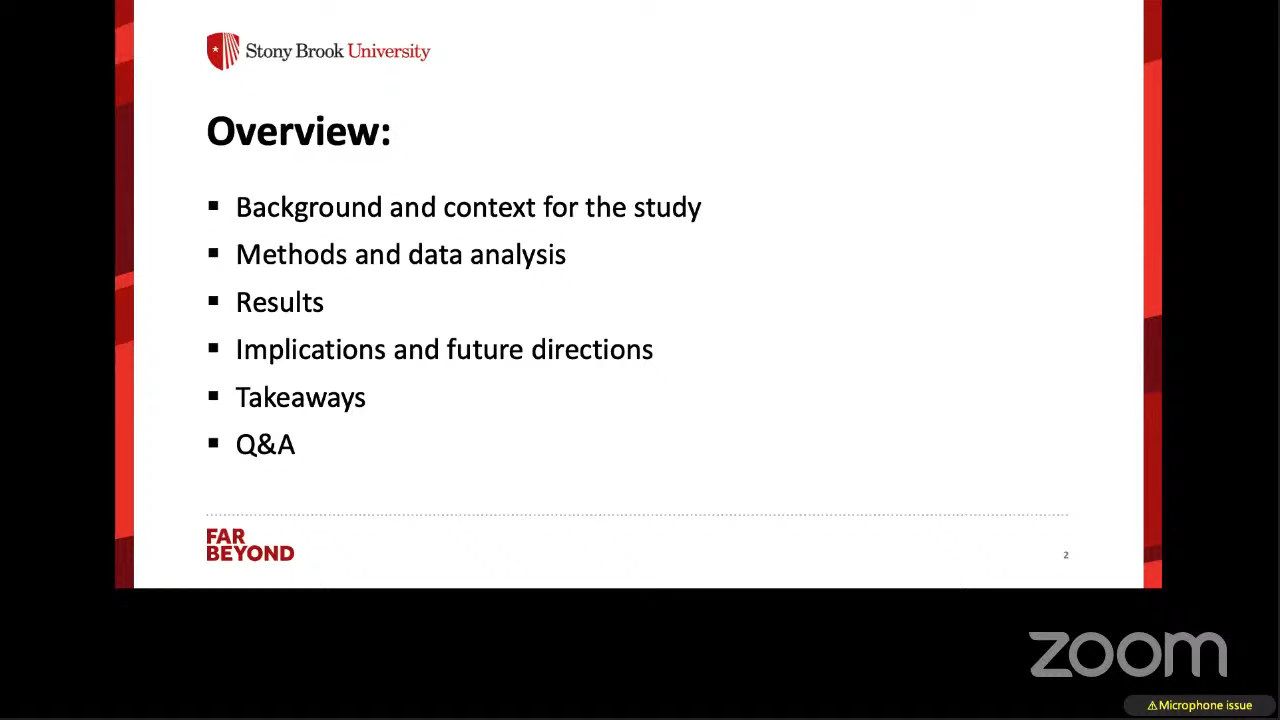 Stony Brook University
Overview:
▪ Background and context for the study
▪ Methods and data analysis
▪ Results
▪ Implications and future directions
▪ Takeaways
▪ Q&A
FAR
BEYOND
2
zoom
⚠Microphone issue